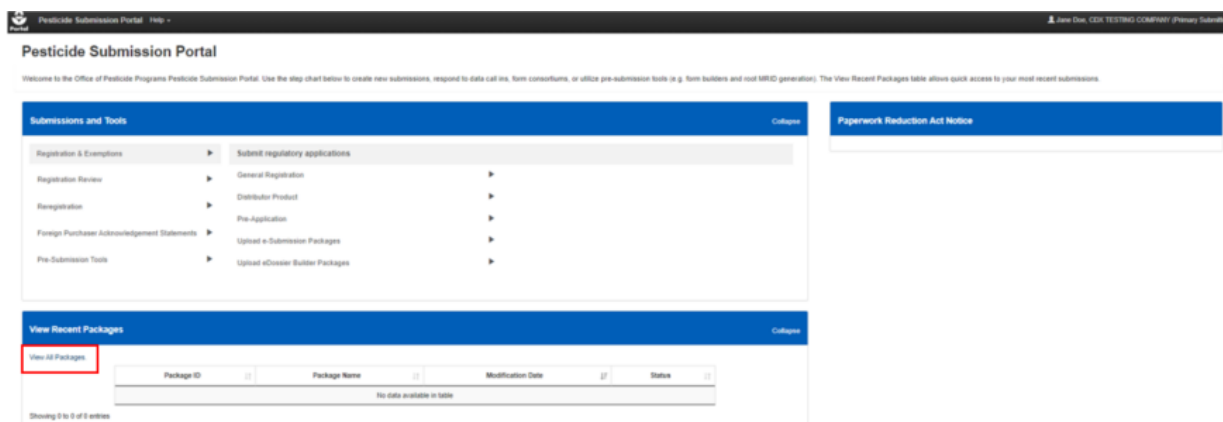 Portal
Pesticide Submission Portal Help
Jane Doe, CDX TESTING COMPANY (Primary Submit
Pesticide Submission Portal
Welcome to the Office of Pesticide Programs Pesticide Submission Portal. Use the step chart below to create new submissions, respond to data call ins, form consortiums, or utilize pre-submission tools (e.g. form builders and root MRID generation). The View Recent Packages table allows quick access to your most recent submissions.
Submissions and Tools Collapse
Paperwork Reduction Act Notice
Registration & Exemptions
Submit regulatory applications
Registration Review
General Registration
Reregistration
Distributor Product
Pre-Application
Foreign Purchaser Acknowledgement Statements
Upload e-Submission Packages
Pre-Submission Tools
Upload eDossier Builder Packages
View Recent Packages Collapse
View All Packages
Package ID Package Name Modification Date Status
No data available in table
Showing 0 to 0 of 0 entries